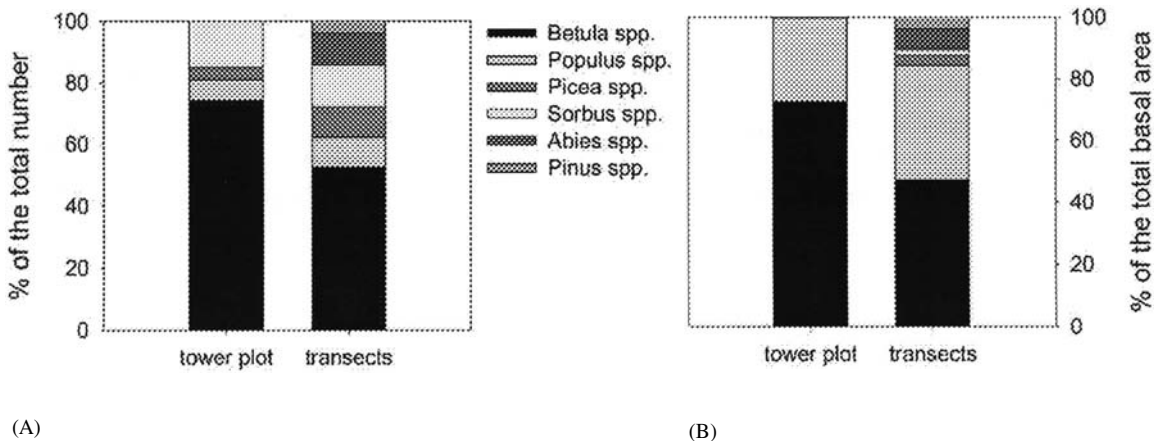 % of the total number
100
80
60
40
20
0
tower plot transects
Betula spp.
Populus spp.
Picea spp.
Sorbus spp.
Abies spp.
Pinus spp.
tower plot transects
100
80
60
40
20
0
% of the total basal area
(A)
(B)